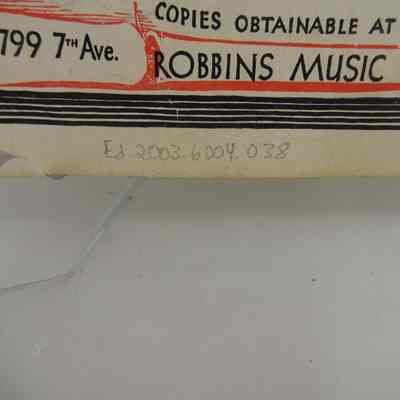 COPIES OBTAINABLE AT
799 7TH AVE.
ROBBINS MUSIC
Ed 2003.6004.038